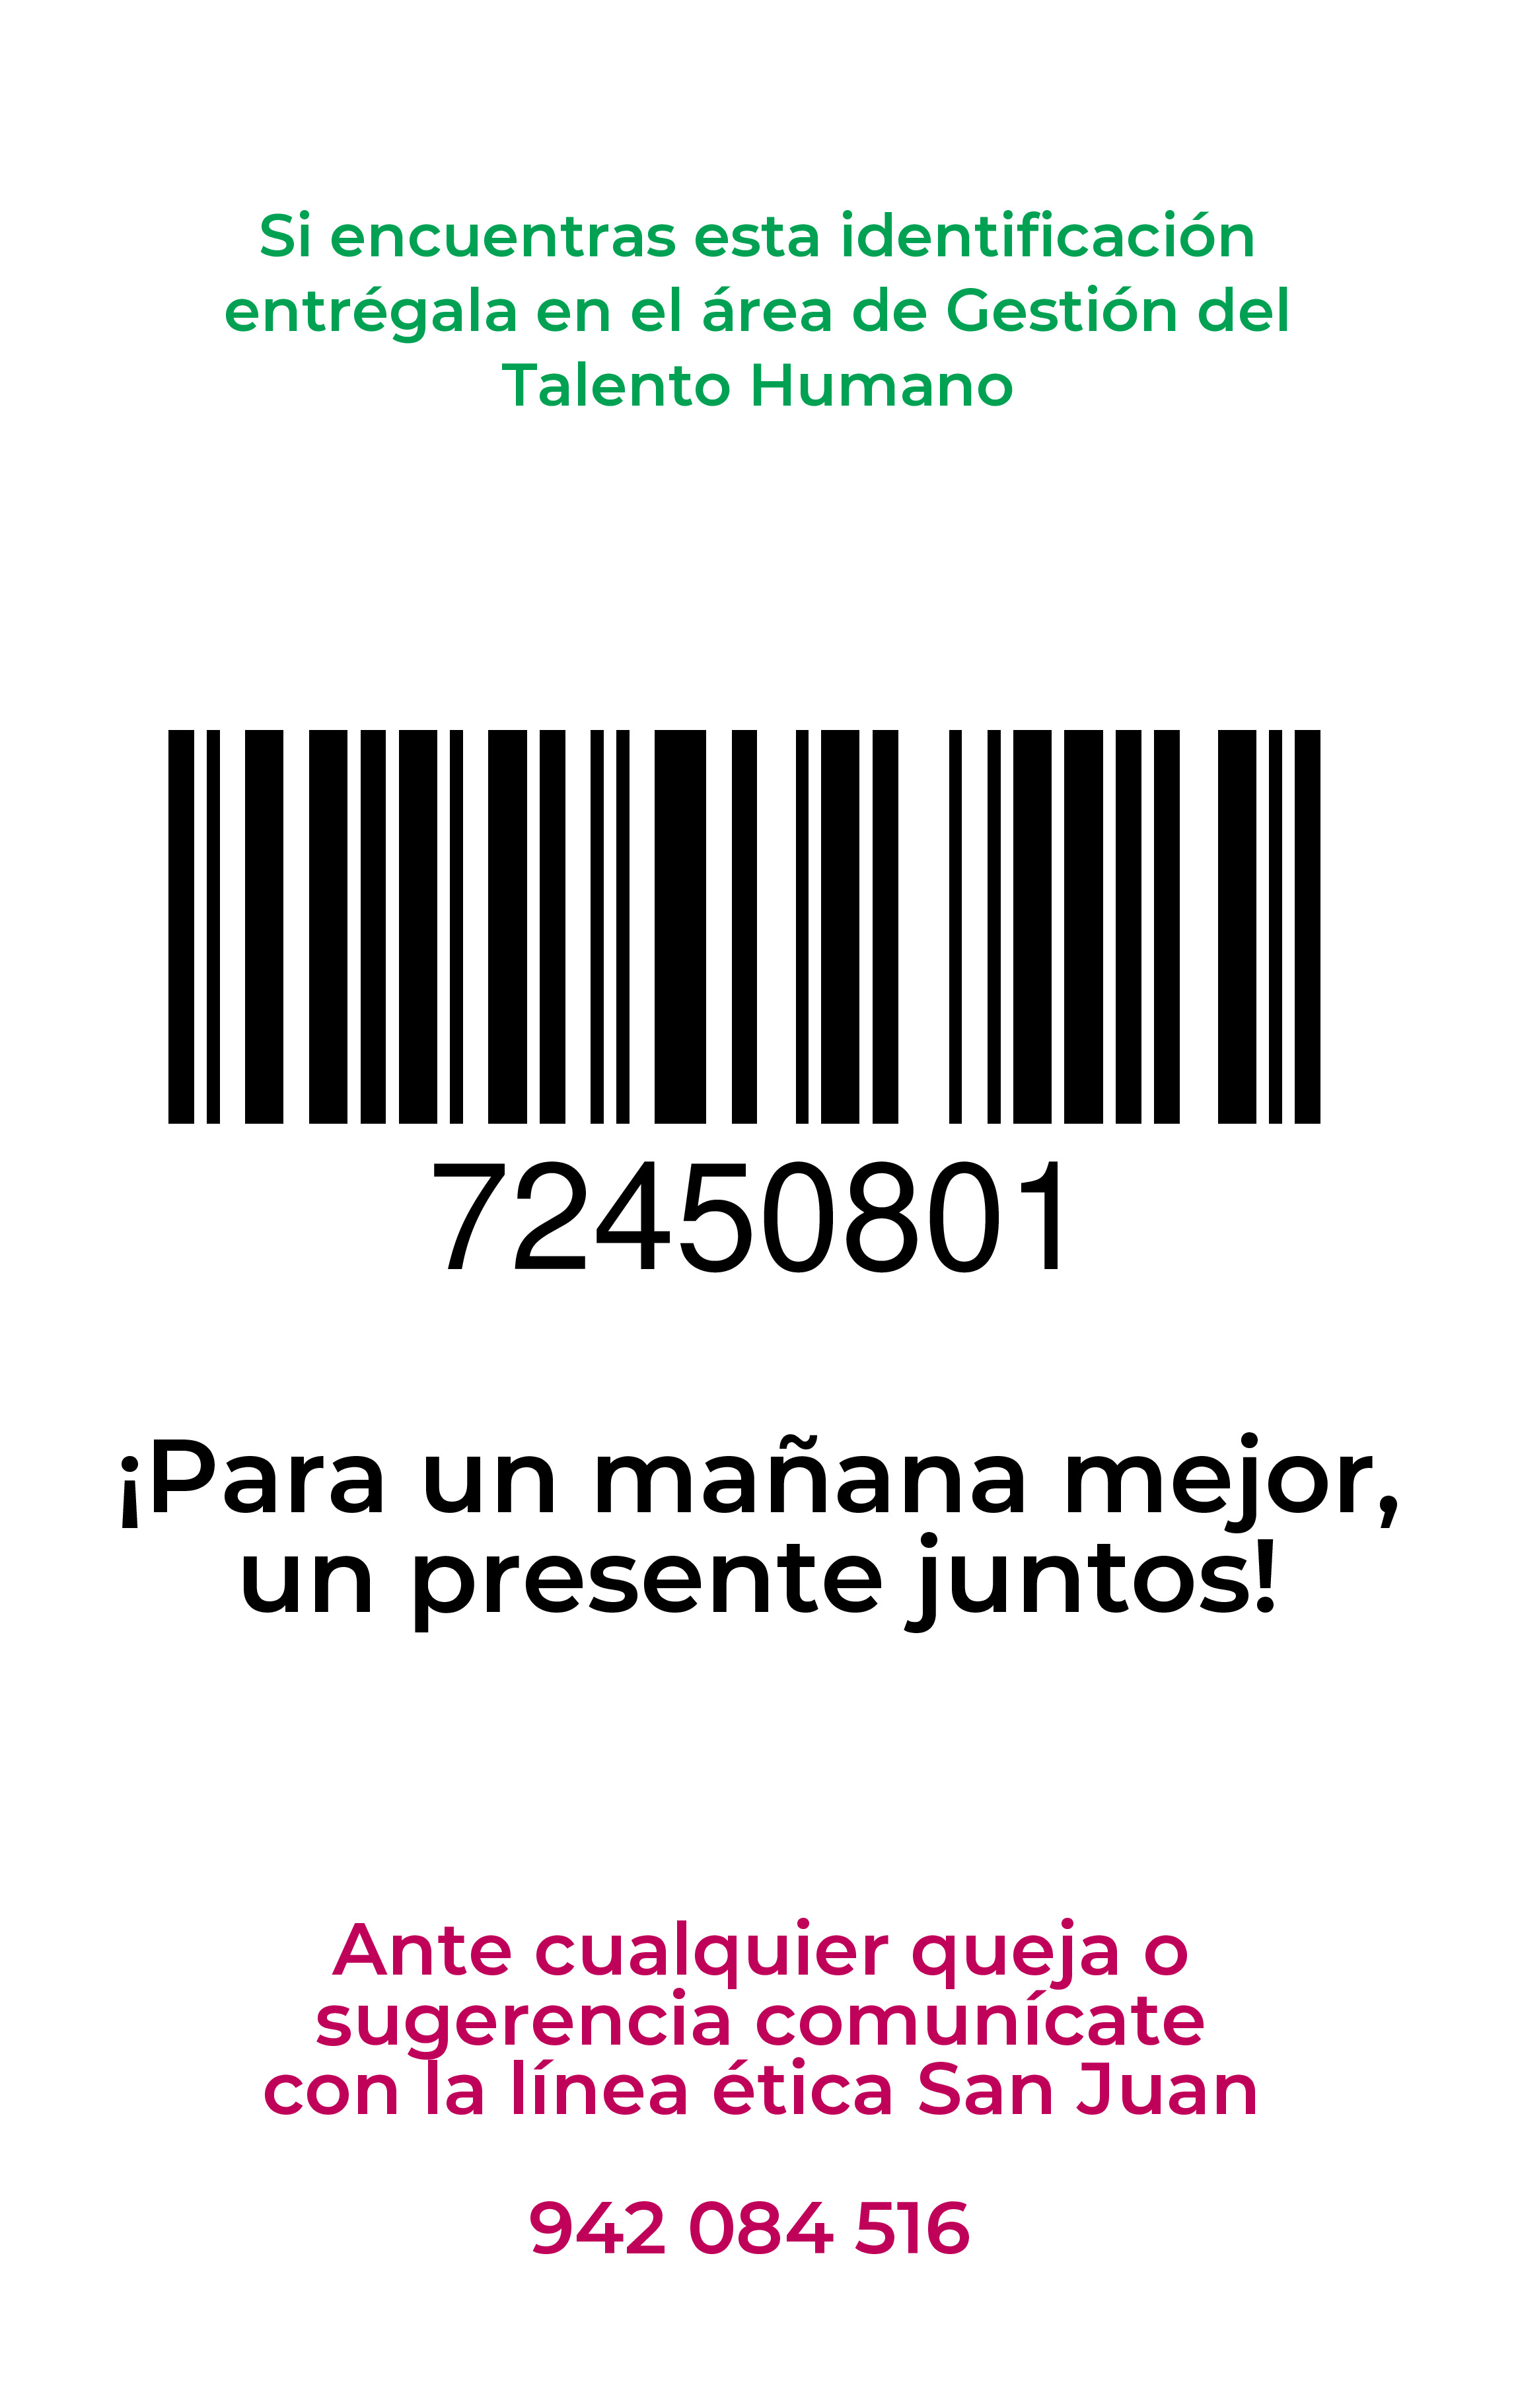 Si encuentras esta identificación
entrégala en el área de Gestión del
Talento Humano
72450801
¡Para un mañana mejor,
un presente juntos!
Ante cualquier queja o
sugerencia comunícate
con la línea ética San Juan
942 084 516